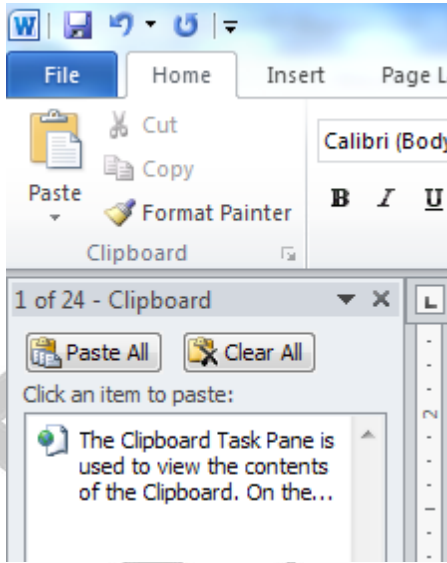 W
File Home Insert Page L
Cut
Calibri (Body
Copy
Paste
B I U
Format Painter
Clipboard
1 of 24 - Clipboard
L
Paste All Clear All
Click an item to paste:
2
The Clipboard Task Pane is
used to view the contents
of the Clipboard. On the...